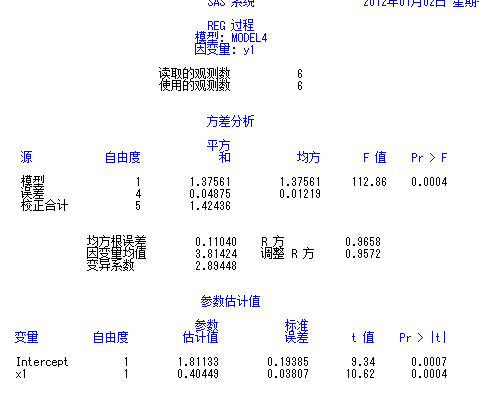 SAS 系统 2012年01月02日 星期
REG 过程
模型: MODEL4
因变量: y1
读取的观测数 6
使用的观测数 6
方差分析
平方
源 自由度 和 均方 F 值 Pr > F
模型 1 1.37561 1.37561 112.86 0.0004
误差 4 0.04875 0.01219
校正合计 5 1.42436
均方根误差 0.11040 R 方 0.9658
因变量均值 3.81424 调整 R 方 0.9572
变异系数 2.89448
参数估计值
参数 标准
变量 自由度 估计值 误差 t 值 Pr > |t|
Intercept 1 1.81133 0.19385 9.34 0.0007
x1 1 0.40449 0.03807 10.62 0.0004